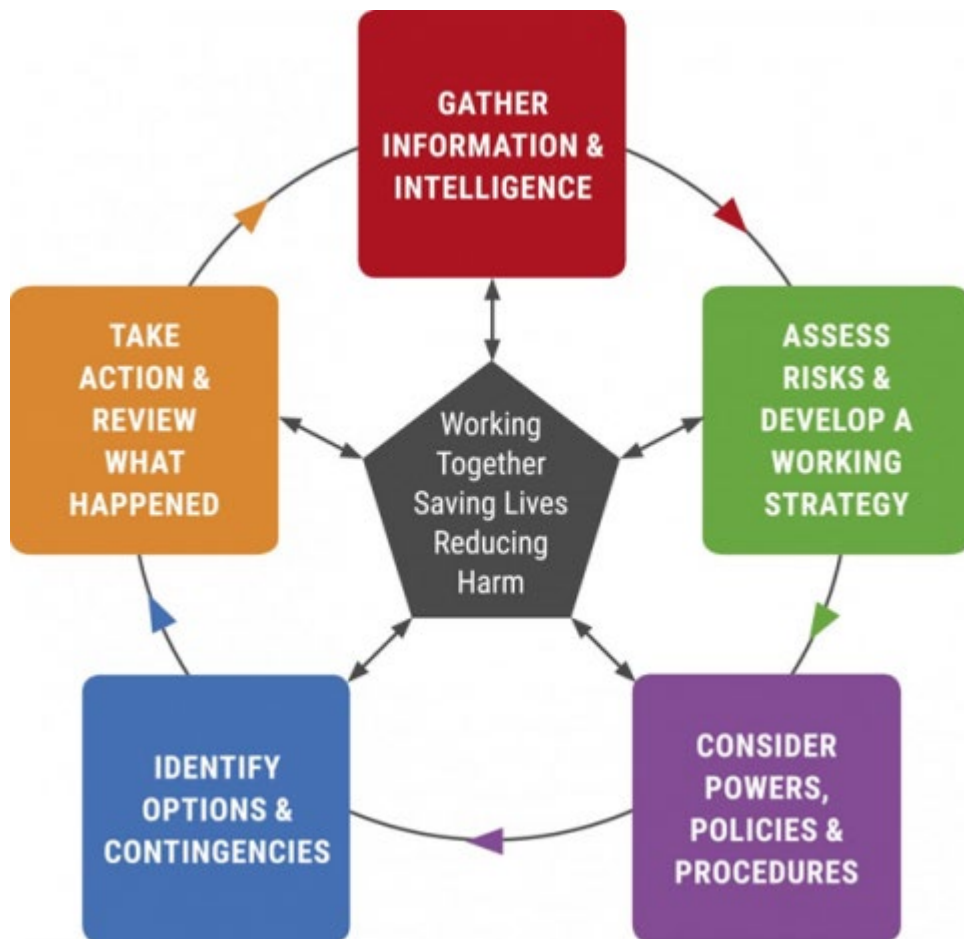 GATHER
INFORMATION &
INTELLIGENCE
ASSESS
RISKS &
DEVELOP A
WORKING
STRATEGY
CONSIDER
POWERS,
POLICIES &
PROCEDURES
IDENTIFY
OPTIONS &
CONTINGENCIES
TAKE
ACTION &
REVIEW
WHAT
HAPPENED
Working
Together
Saving Lives
Reducing
Harm